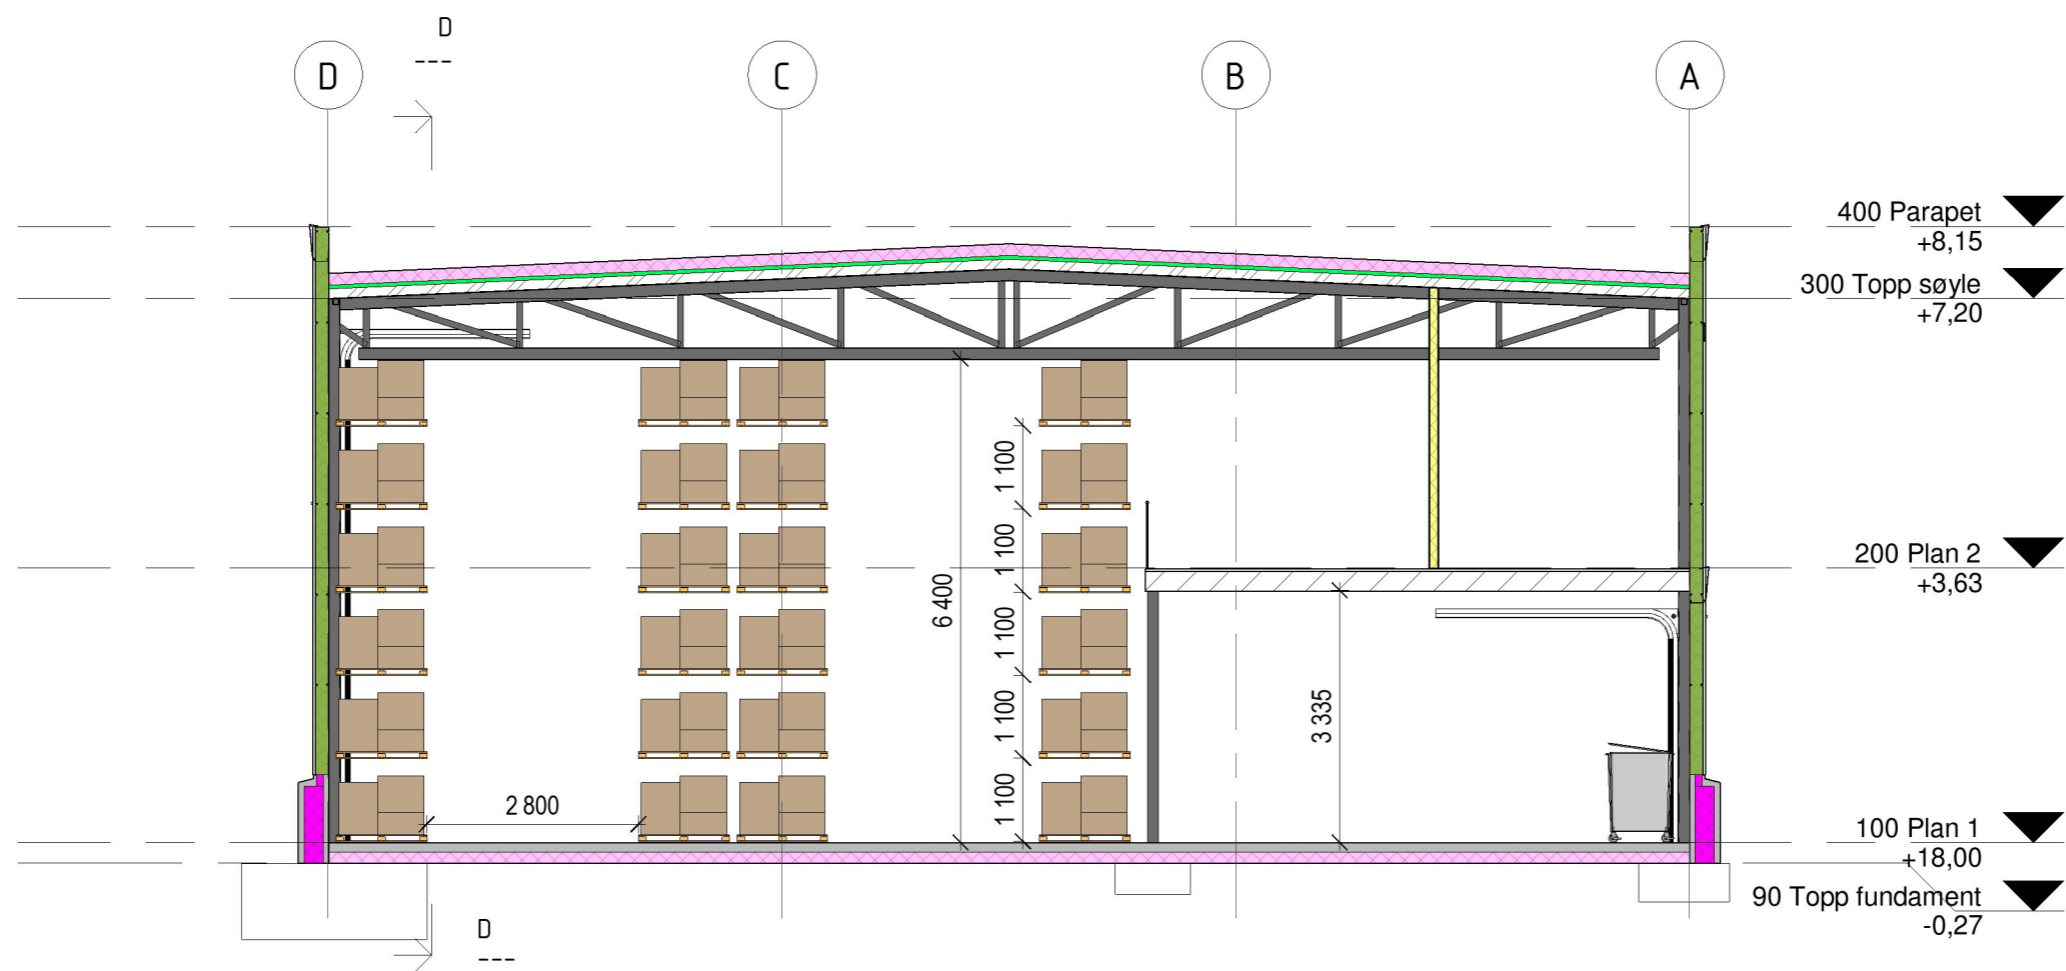 D
---
D
C
B
A
400 Parapet
+8,15
300 Topp søyle
+7,20
1 100
1 100
200 Plan 2
+3,63
6 400
1 100
3 335
1 100
2 800
1 100
100 Plan 1
+18,00
90 Topp fundament
-0,27
D
---